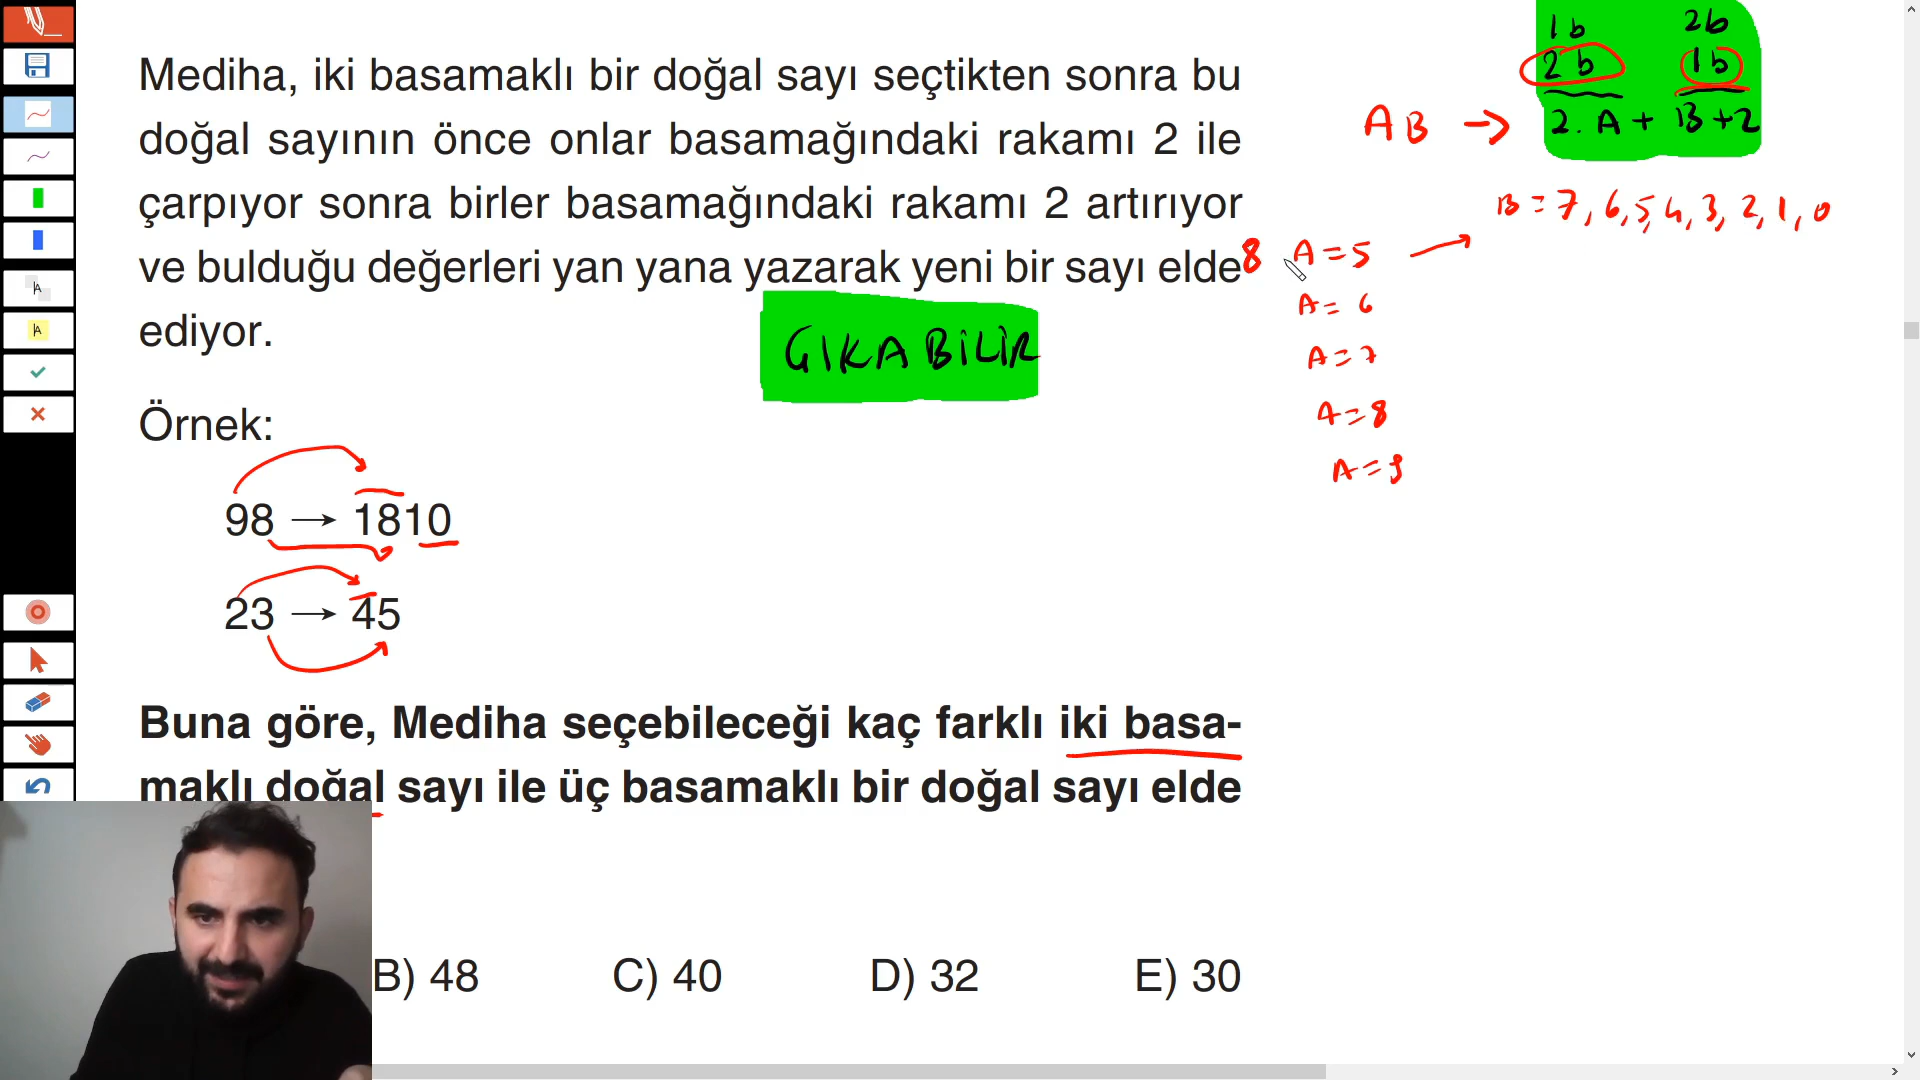 Mediha, iki basamaklı bir doğal sayı seçtikten sonra bu
doğal sayının önce onlar basamağındaki rakamı 2 ile
çarpıyor sonra birler basamağındaki rakamı 2 artırıyor
ve bulduğu değerleri yan yana yazarak yeni bir sayı elde
ediyor.
ÇIKABİLİR
Örnek:
98 → 1810
23 → 45
Buna göre, Mediha seçebileceği kaç farklı iki basa-
maklı doğal sayı ile üç basamaklı bir doğal sayı elde
B) 48 C) 40 D) 32 E) 30
1b 2b
2b 1b
AB → 2.A + B+2
B = 7, 6, 5, 4, 3, 2, 1, 0
8 A = 5 →
A = 6
A = 7
A = 8
A = 9